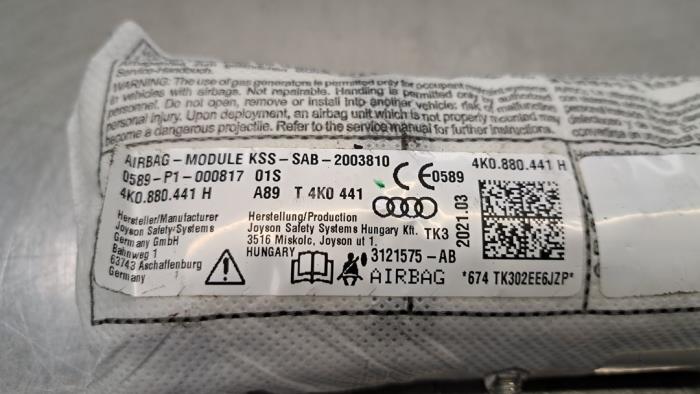 Service-Handbuch.
WARNING: The use of gas generators is permitted only for occupant
in vehicles with airbags. Not repairable. Handling is permitted only by authorized
personnel. Do not open, remove or install into another vehicle: risk of malfunctions
personal injury. Upon deployment, an airbag unit which is not properly mounted may
become a dangerous projectile. Refer to the service manual for further instructions.
AIRBAG-MODULE KSS-SAB-2003810
0589-P1-000817 01S
4K0.880.441 H A89 T 4K0 441
CE 0589
4K0.880.441 H
2021.03
Hersteller/Manufacturer
Joyson Safety Systems
Germany GmbH
Bahnweg 1
63743 Aschaffenburg
Germany
Herstellung/Production
Joyson Safety Systems Hungary Kft. TK3
3516 Miskolc, Joyson ut 1.
HUNGARY
3121575-AB
AIRBAG
*674 TK302EE6JZP*